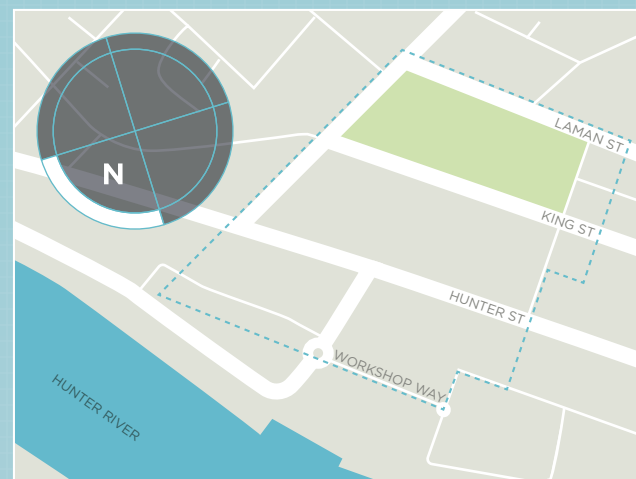 N
LAMAN ST
KING ST
HUNTER ST
WORKSHOP WAY
HUNTER RIVER